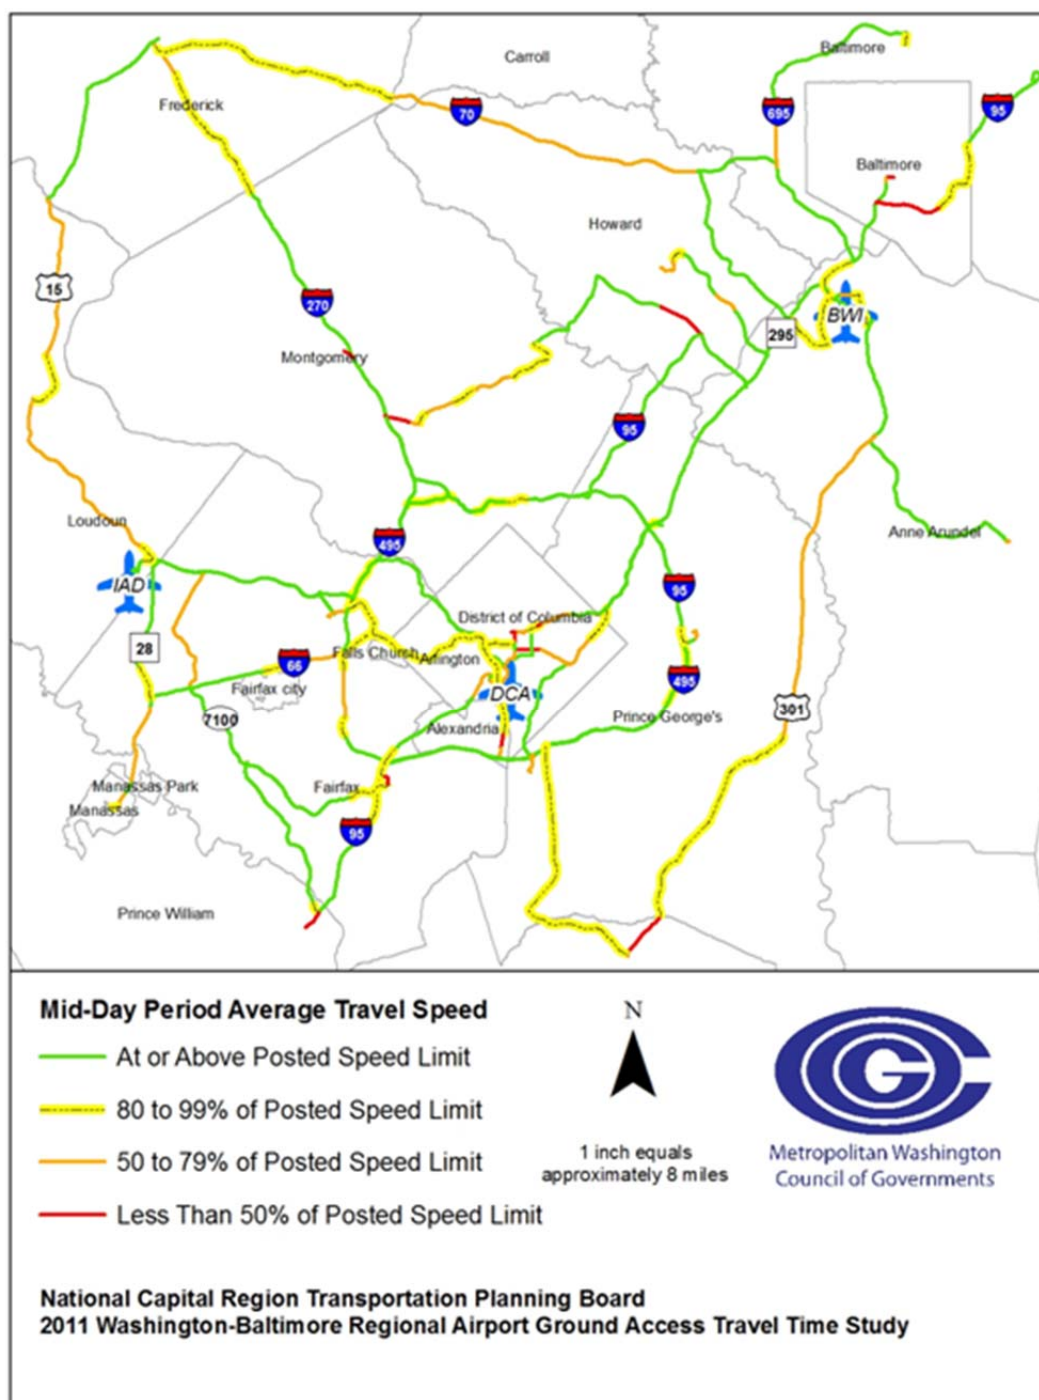 Carroll
Baltimore
Frederick
70
695
95
Baltimore
Howard
15
270
BWI
295
Montgomery
95
Loudoun
495
Anne Arundel
IAD
95
District of Columbia
28
Falls Church
Arlington
66
495
Fairfax city
DCA
301
7100
Prince George's
Alexandria
Manassas Park
Fairfax
Manassas
95
Prince William
Mid-Day Period Average Travel Speed
At or Above Posted Speed Limit
80 to 99% of Posted Speed Limit
50 to 79% of Posted Speed Limit
Less Than 50% of Posted Speed Limit
N
1 inch equals
approximately 8 miles
Metropolitan Washington
Council of Governments
National Capital Region Transportation Planning Board
2011 Washington-Baltimore Regional Airport Ground Access Travel Time Study